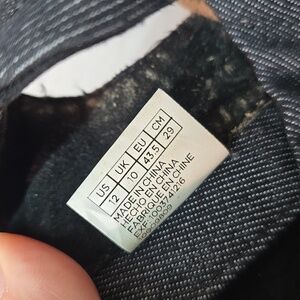 US UK EU CM
12 10 43.5 29
MADE IN CHINA
HECHO EN CHINA
FABRIQUÉ EN CHINE